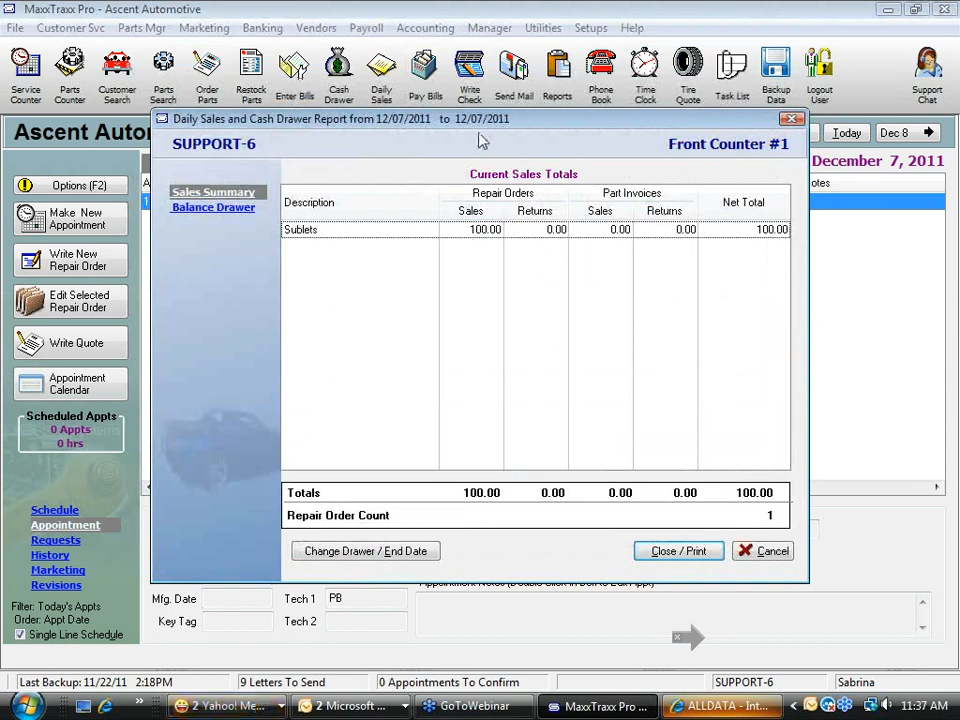 MaxxTraxx Pro - Ascent Automotive
File Customer Svc Parts Mgr Marketing Banking Vendors Payroll Accounting Manager Utilities Setups Help
Service Counter
Parts Counter
Customer Search
Parts Search
Order Parts
Restock Parts
Enter Bills
Cash Drawer
Daily Sales
Pay Bills
Write Check
Send Mail
Reports
Phone Book
Time Clock
Tire Quote
Task List
Backup Data
Logout User
Support Chat
Ascent Auto
Today Dec 8
December 7, 2011
otes
Options (F2)
Make New Appointment
Write New Repair Order
Edit Selected Repair Order
Write Quote
Appointment Calendar
Scheduled Appts
0 Appts
0 hrs
Schedule
Appointment
Requests
History
Marketing
Revisions
Filter: Today's Appts
Order: Appt Date
Single Line Schedule
Daily Sales and Cash Drawer Report from 12/07/2011 to 12/07/2011
SUPPORT-6 Front Counter #1
Sales Summary
Balance Drawer
Current Sales Totals
Description Repair Orders Part Invoices Net Total
Sales Returns Sales Returns
Sublets 100.00 0.00 0.00 0.00 100.00
Totals 100.00 0.00 0.00 0.00 100.00
Repair Order Count 1
Change Drawer / End Date Close / Print Cancel
Mfg. Date Tech 1 PB
Key Tag Tech 2
Last Backup: 11/22/11 2:18PM 9 Letters To Send 0 Appointments To Confirm SUPPORT-6 Sabrina
2 Yahoo! Me... 2 Microsoft ... GoToWebinar MaxxTraxx Pro ... ALLDATA - Int... 11:37 AM